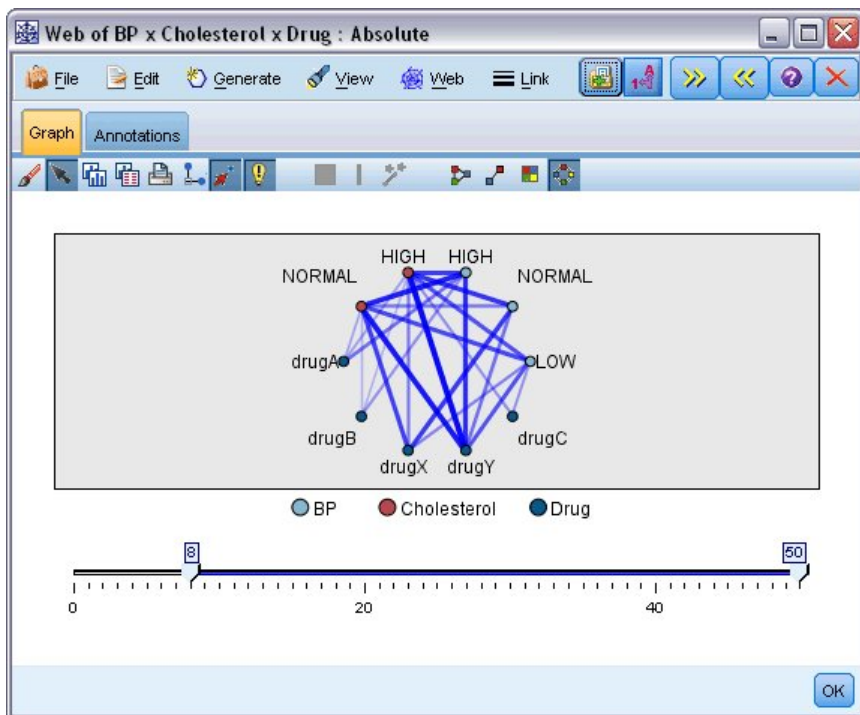 Web of BP x Cholesterol x Drug : Absolute
File Edit Generate View Web Link
Graph Annotations
HIGH HIGH
NORMAL NORMAL
drugA LOW
drugB drugC
drugX drugY
BP Cholesterol Drug
8 50
0 20 40
OK